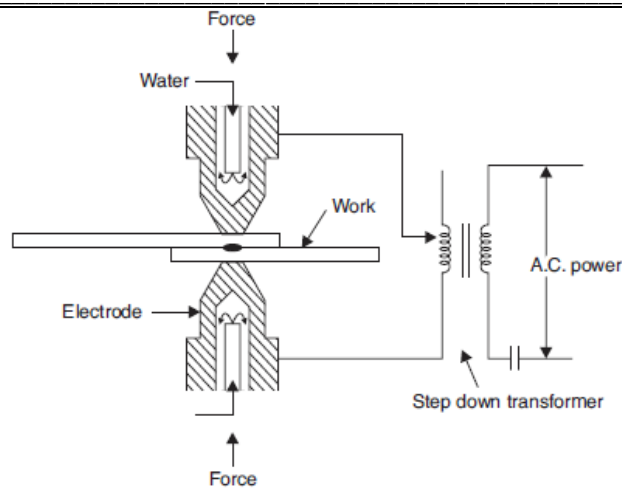 Force
Water
Work
A.C. power
Electrode
Step down transformer
Force